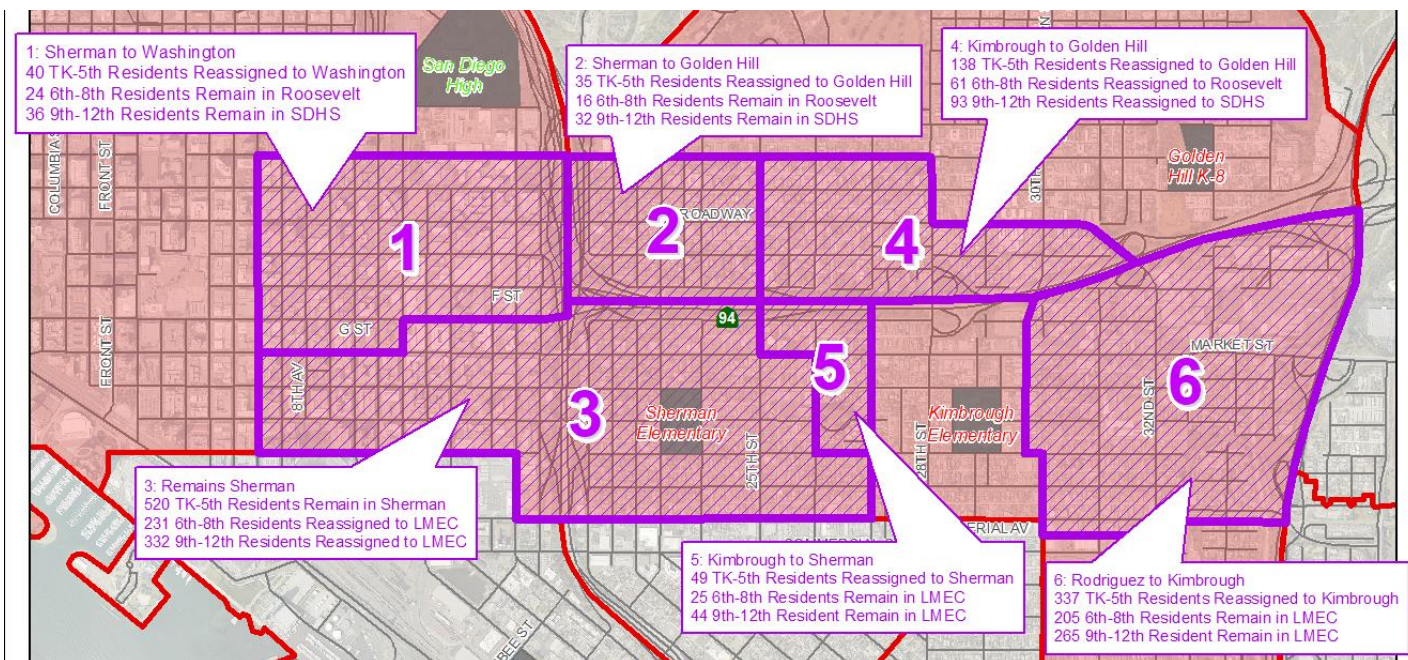 1: Sherman to Washington
40 TK-5th Residents Reassigned to Washington
24 6th-8th Residents Remain in Roosevelt
36 9th-12th Residents Remain in SDHS
San Diego
High
2: Sherman to Golden Hill
35 TK-5th Residents Reassigned to Golden Hill
16 6th-8th Residents Remain in Roosevelt
32 9th-12th Residents Remain in SDHS
4: Kimbrough to Golden Hill
138 TK-5th Residents Reassigned to Golden Hill
61 6th-8th Residents Reassigned to Roosevelt
93 9th-12th Residents Reassigned to SDHS
COLUMBIA S
FRONT ST
30TH
Golden
Hill K-8
1
2
ROADWAY
4
F ST
G ST
94
FRONT ST
8TH AV
3
Sherman
Elementary
25TH ST
5
28TH ST
Kimbrough
Elementary
32ND ST
MARKET ST
6
3: Remains Sherman
520 TK-5th Residents Remain in Sherman
231 6th-8th Residents Reassigned to LMEC
332 9th-12th Residents Reassigned to LMEC
ERIAL AV
5: Kimbrough to Sherman
49 TK-5th Residents Reassigned to Sherman
25 6th-8th Residents Remain in LMEC
44 9th-12th Resident Remain in LMEC
6: Rodriguez to Kimbrough
337 TK-5th Residents Reassigned to Kimbrough
205 6th-8th Residents Remain in LMEC
265 9th-12th Resident Remain in LMEC
BEE ST